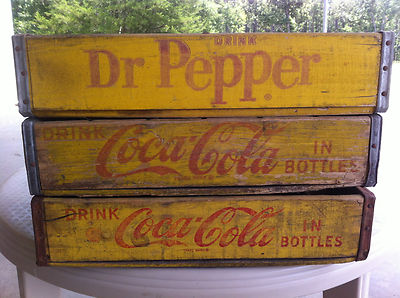 DRINK
Dr Pepper
DRINK Coca-Cola IN
BOTTLES
DRINK Coca-Cola IN
BOTTLES